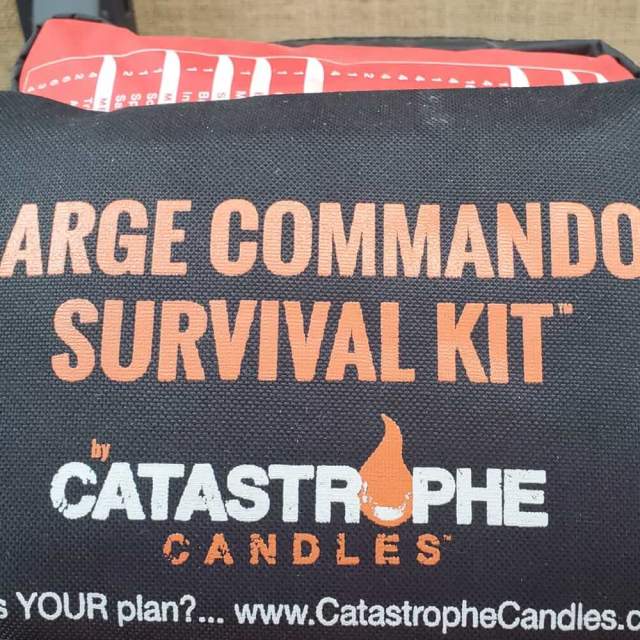 ARGE COMMANDO
SURVIVAL KIT™
by
CATASTROPHE
CANDLES™
s YOUR plan?... www.CatastropheCandles.c